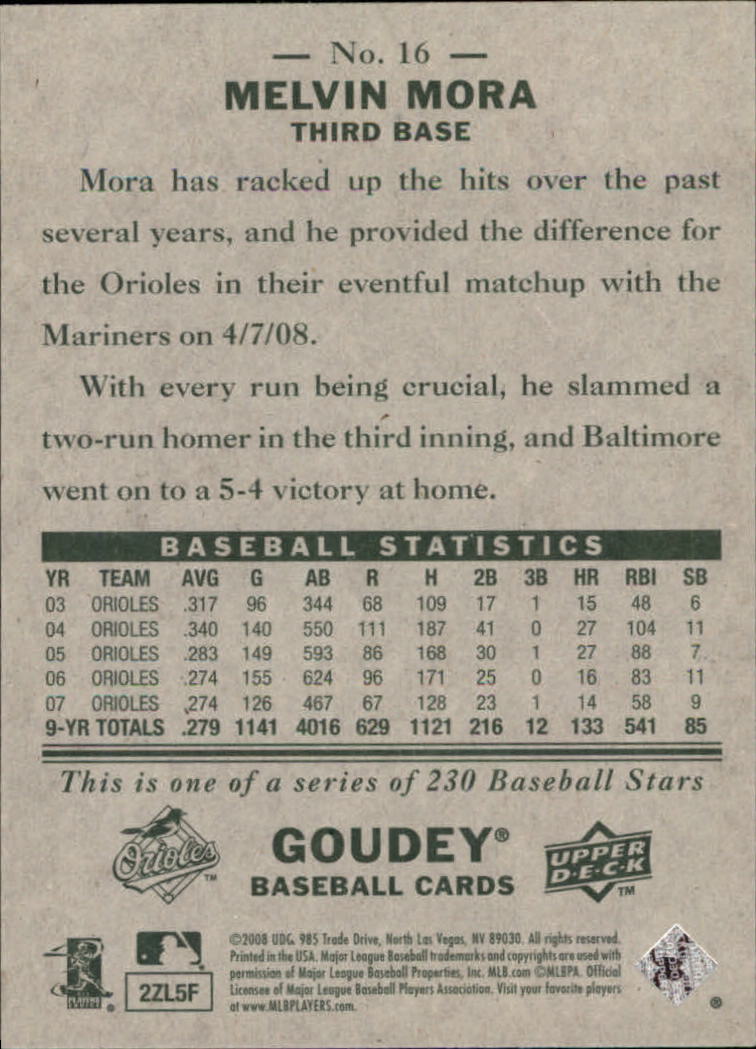 — No. 16 —
MELVIN MORA
THIRD BASE
Mora has racked up the hits over the past
several years, and he provided the difference for
the Orioles in their eventful matchup with the
Mariners on 4/7/08.
With every run being crucial, he slammed a
two-run homer in the third inning, and Baltimore
went on to a 5-4 victory at home.
BASEBALL STATISTICS
YR TEAM AVG G AB R H 2B 3B HR RBI SB
03 ORIOLES .317 96 344 68 109 17 1 15 48 6
04 ORIOLES .340 140 550 111 187 41 0 27 104 11
05 ORIOLES .283 149 593 86 168 30 1 27 88 7
06 ORIOLES .274 155 624 96 171 25 0 16 83 11
07 ORIOLES .274 126 467 67 128 23 1 14 58 9
9-YR TOTALS .279 1141 4016 629 1121 216 12 133 541 85
This is one of a series of 230 Baseball Stars
Orioles™
GOUDEY®
BASEBALL CARDS
UPPER
D·E·C·K™
©2008 UDC. 985 Trade Drive, North Las Vegas, NV 89030. All rights reserved.
Printed in the USA. Major League Baseball trademarks and copyrights are used with
permission of Major League Baseball Properties, Inc. MLB.com ©MLBPA. Official
Licensee of Major League Baseball Players Association. Visit your favorite players
at www.MLBPLAYERS.com.
2ZL5F
®